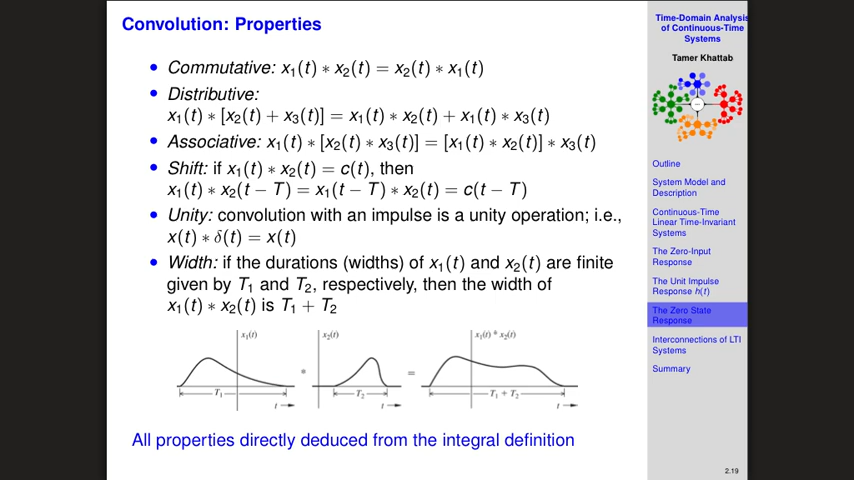 Convolution: Properties
• Commutative: x₁(t) ∗ x₂(t) = x₂(t) ∗ x₁(t)
• Distributive:
x₁(t) ∗ [x₂(t) + x₃(t)] = x₁(t) ∗ x₂(t) + x₁(t) ∗ x₃(t)
• Associative: x₁(t) ∗ [x₂(t) ∗ x₃(t)] = [x₁(t) ∗ x₂(t)] ∗ x₃(t)
• Shift: if x₁(t) ∗ x₂(t) = c(t), then
x₁(t) ∗ x₂(t − T) = x₁(t − T) ∗ x₂(t) = c(t − T)
• Unity: convolution with an impulse is a unity operation; i.e.,
x(t) ∗ δ(t) = x(t)
• Width: if the durations (widths) of x₁(t) and x₂(t) are finite
given by T₁ and T₂, respectively, then the width of
x₁(t) ∗ x₂(t) is T₁ + T₂
x₁(t)
T₁
t
*
x₂(t)
T₂
t
=
x₁(t) * x₂(t)
T₁ + T₂
t
All properties directly deduced from the integral definition
Time-Domain Analysis
of Continuous-Time
Systems
Tamer Khattab
Outline
System Model and
Description
Continuous-Time
Linear Time-Invariant
Systems
The Zero-Input
Response
The Unit Impulse
Response h(t)
The Zero State
Response
Interconnections of LTI
Systems
Summary
2.19